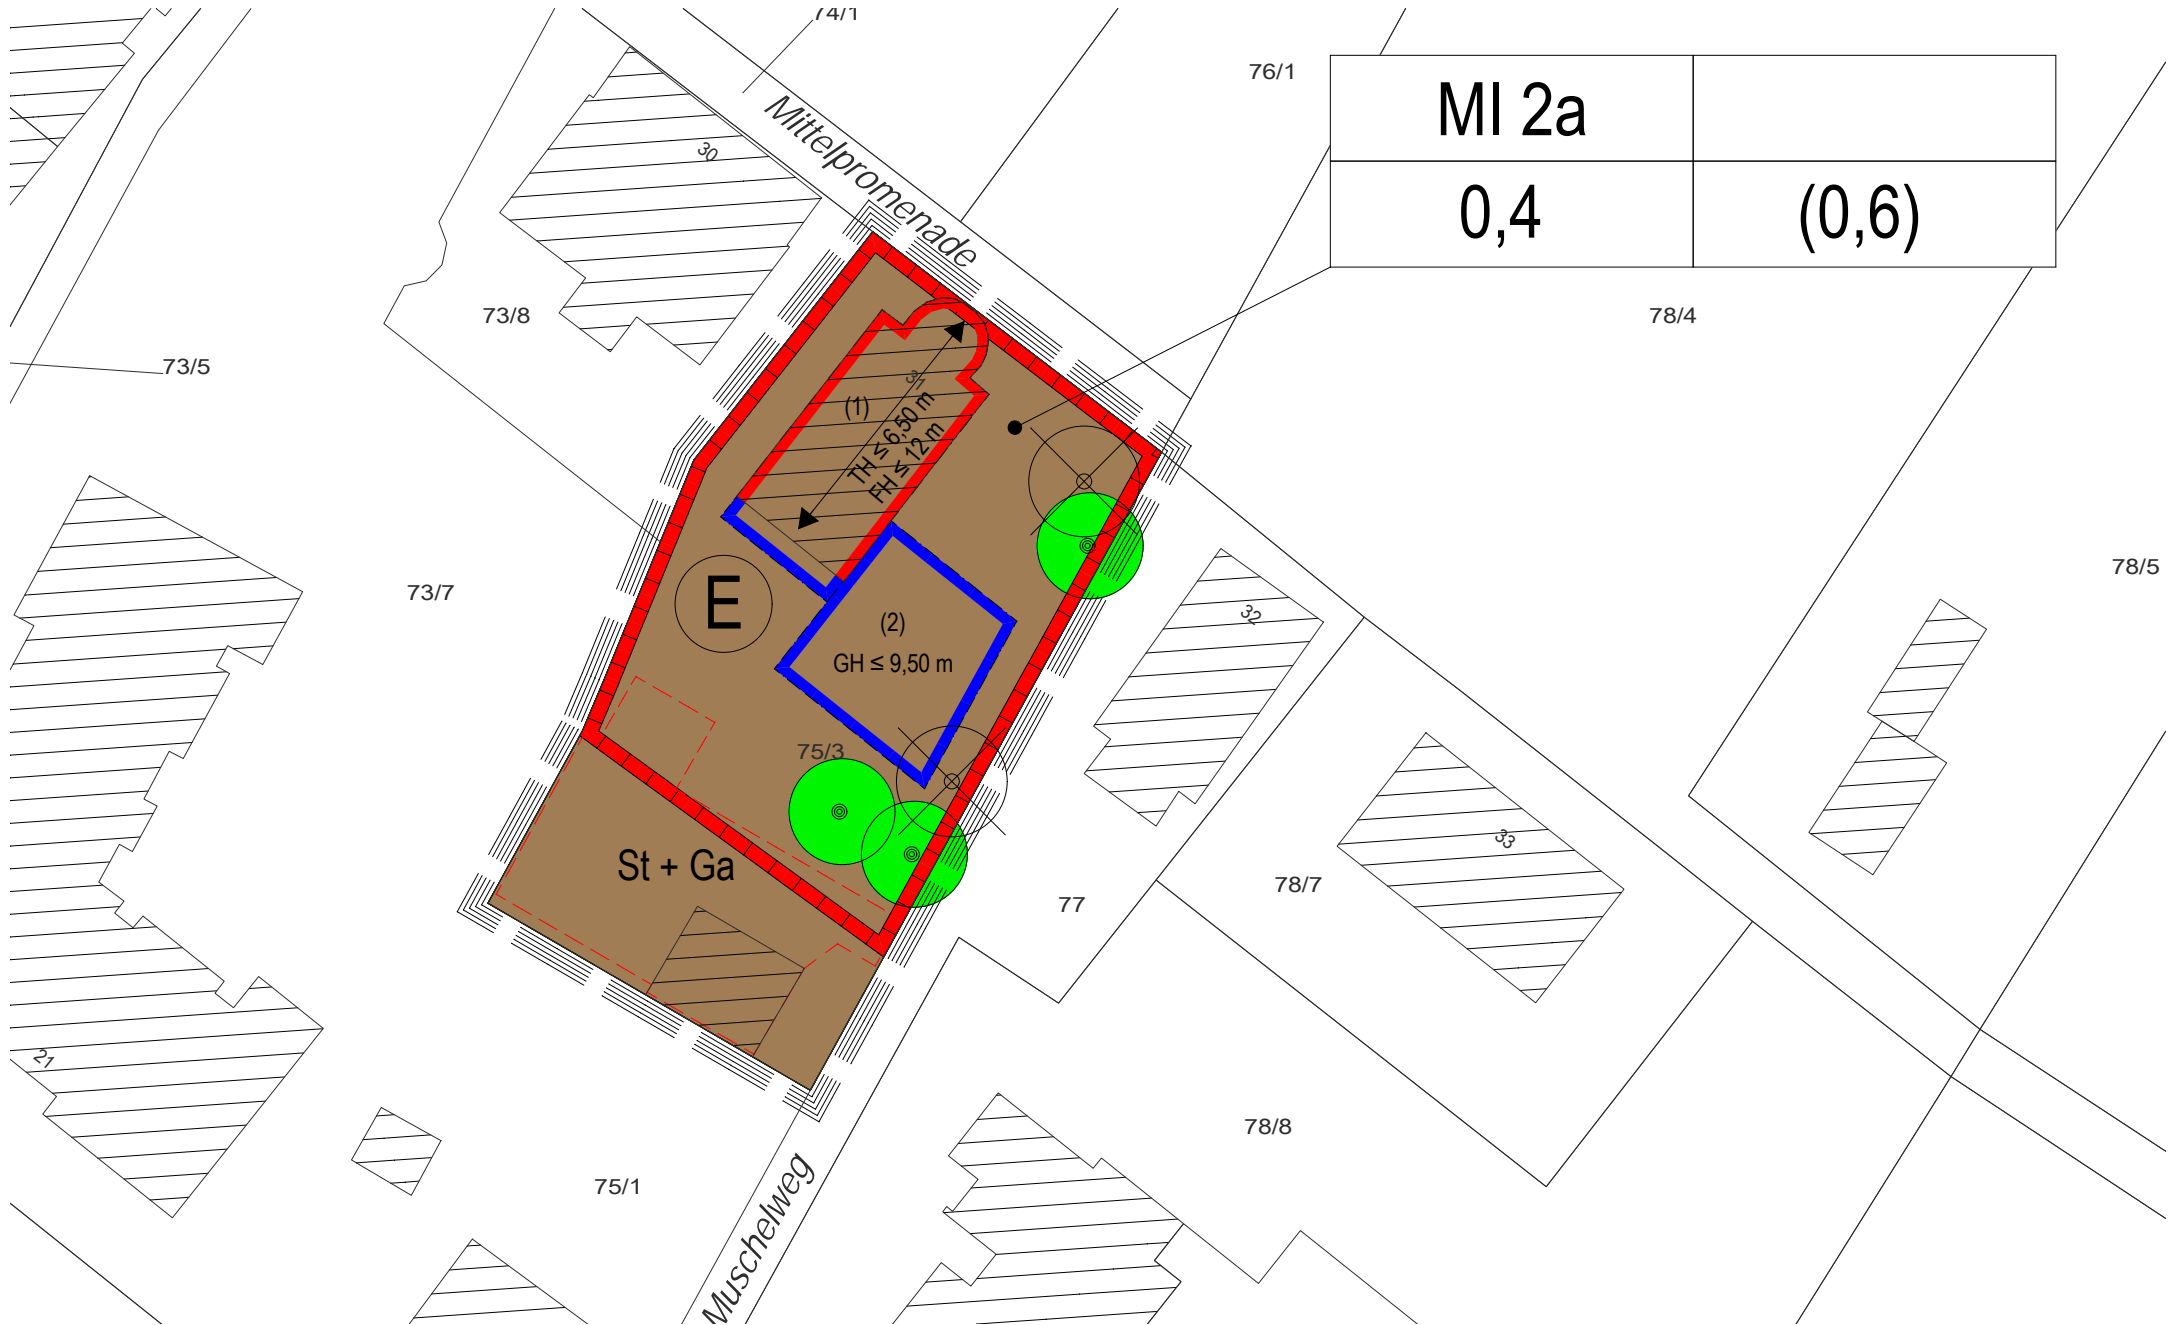 74/1
76/1
MI 2a
0,4
(0,6)
Mittelpromenade
30
73/8
73/5
78/4
31
(1)
TH ≤ 6,50 m
FH ≤ 12 m
78/5
73/7
E
(2)
GH ≤ 9,50 m
32
75/3
33
St + Ga
78/7
77
21
78/8
75/1
Muschelweg